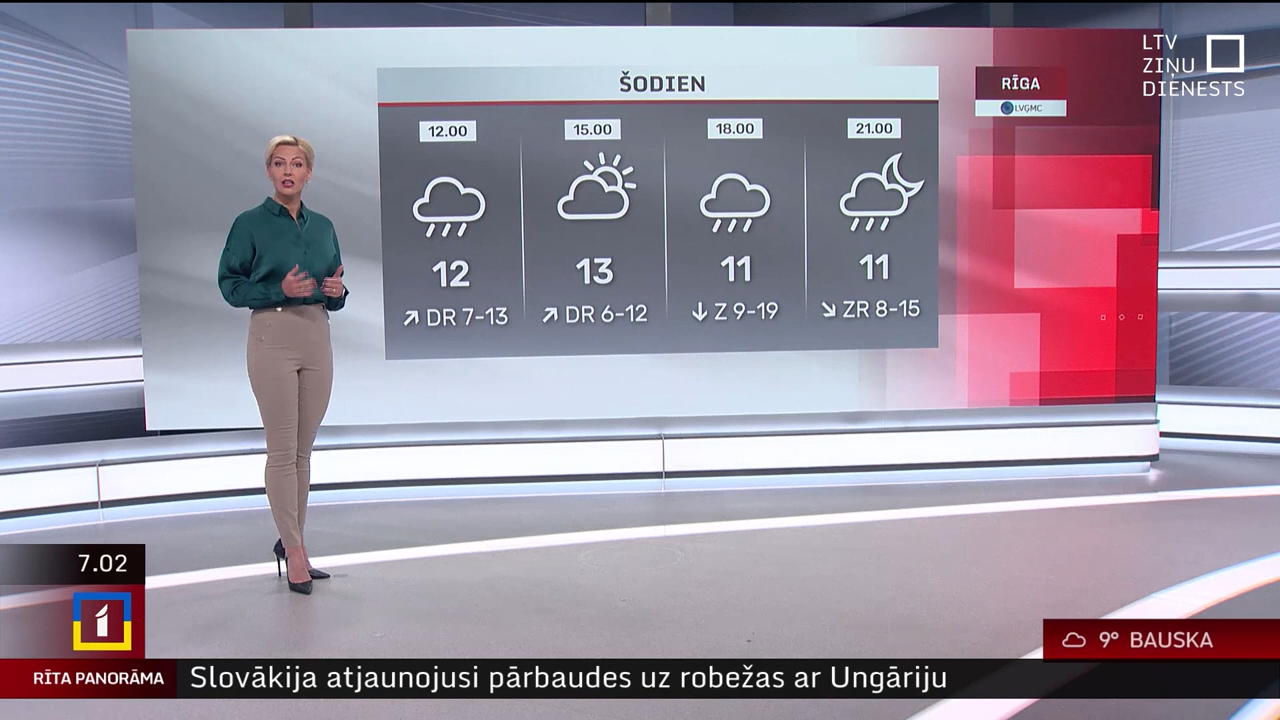 LTV
ZIŅU
DIENESTS
ŠODIEN
RĪGA
LVĢMC
12.00
15.00
18.00
21.00
12
13
11
11
DR 7-13
DR 6-12
Z 9-19
ZR 8-15
7.02
1
9° BAUSKA
RĪTA PANORĀMA
Slovākija atjaunojusi pārbaudes uz robežas ar Ungāriju